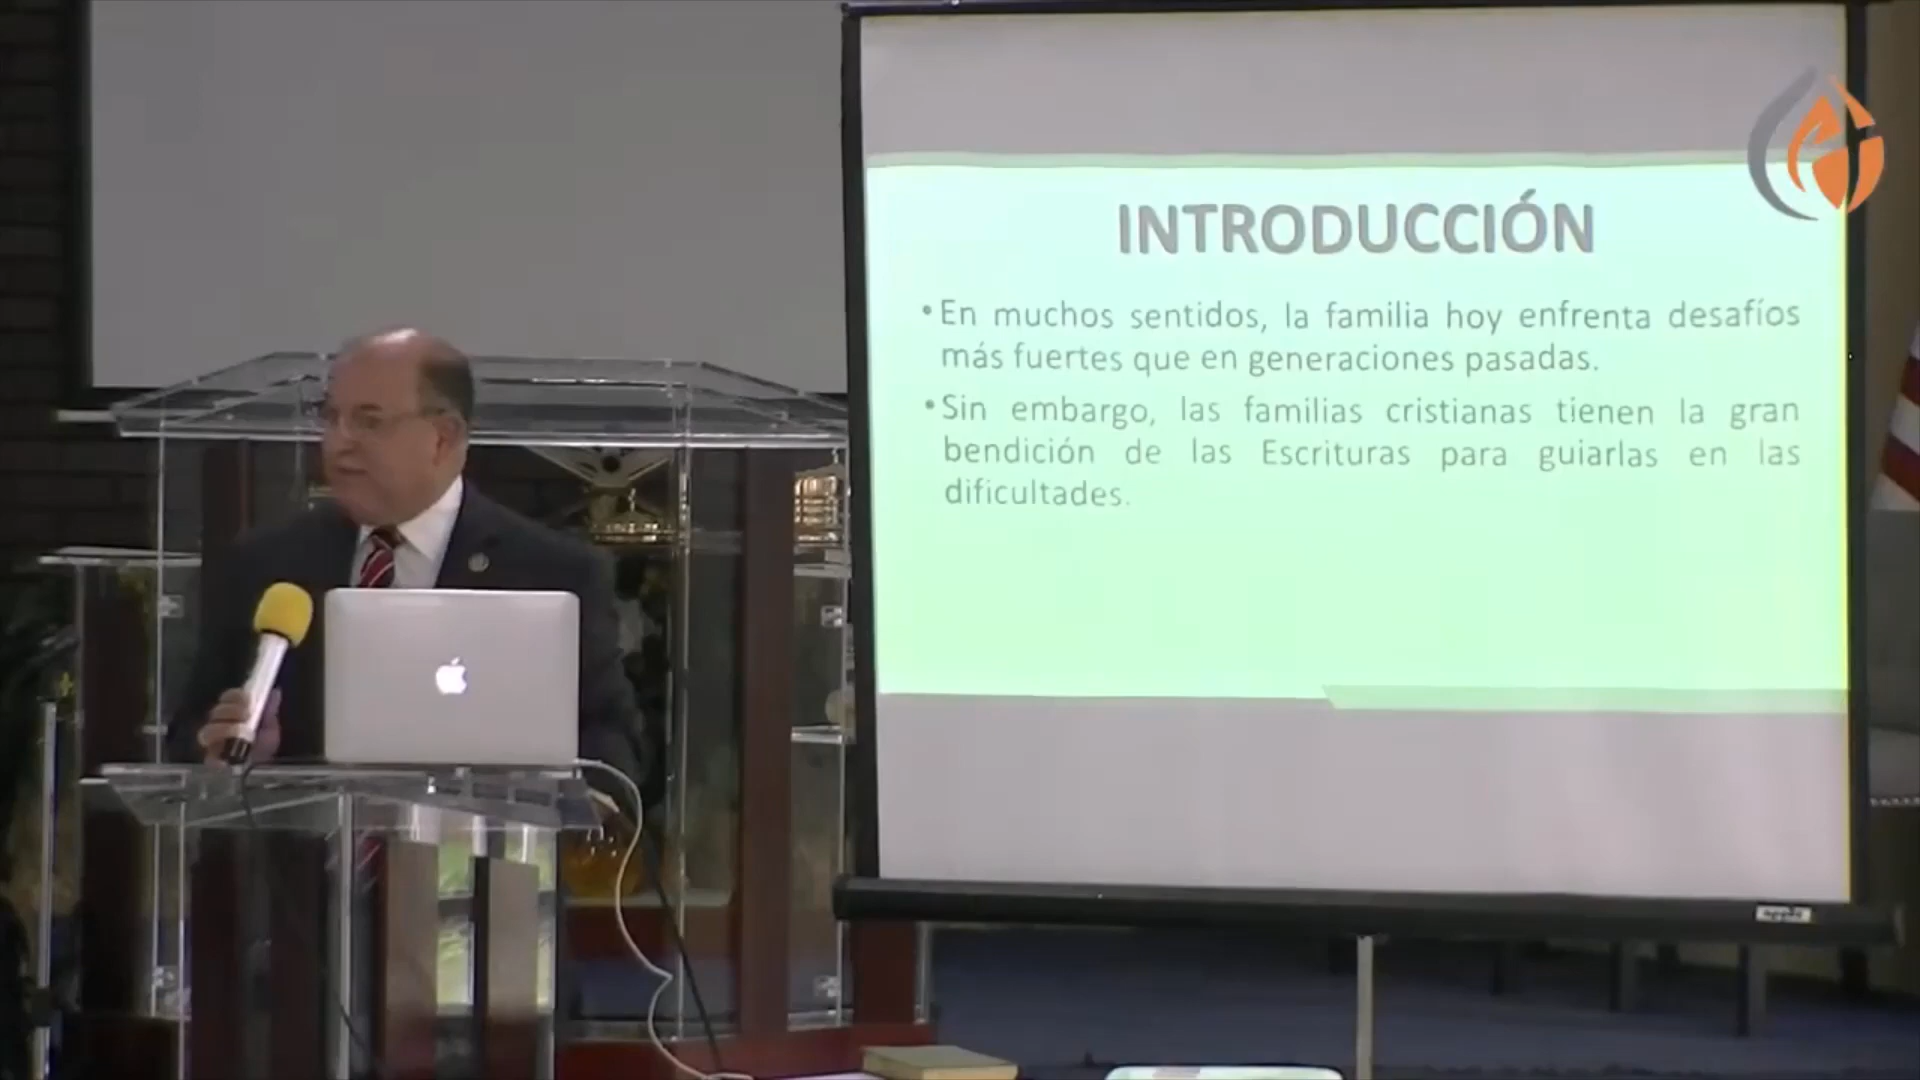 INTRODUCCIÓN
•En muchos sentidos, la familia hoy enfrenta desafíos
más fuertes que en generaciones pasadas.
•Sin embargo, las familias cristianas tienen la gran
bendición de las Escrituras para guiarlas en las
dificultades.